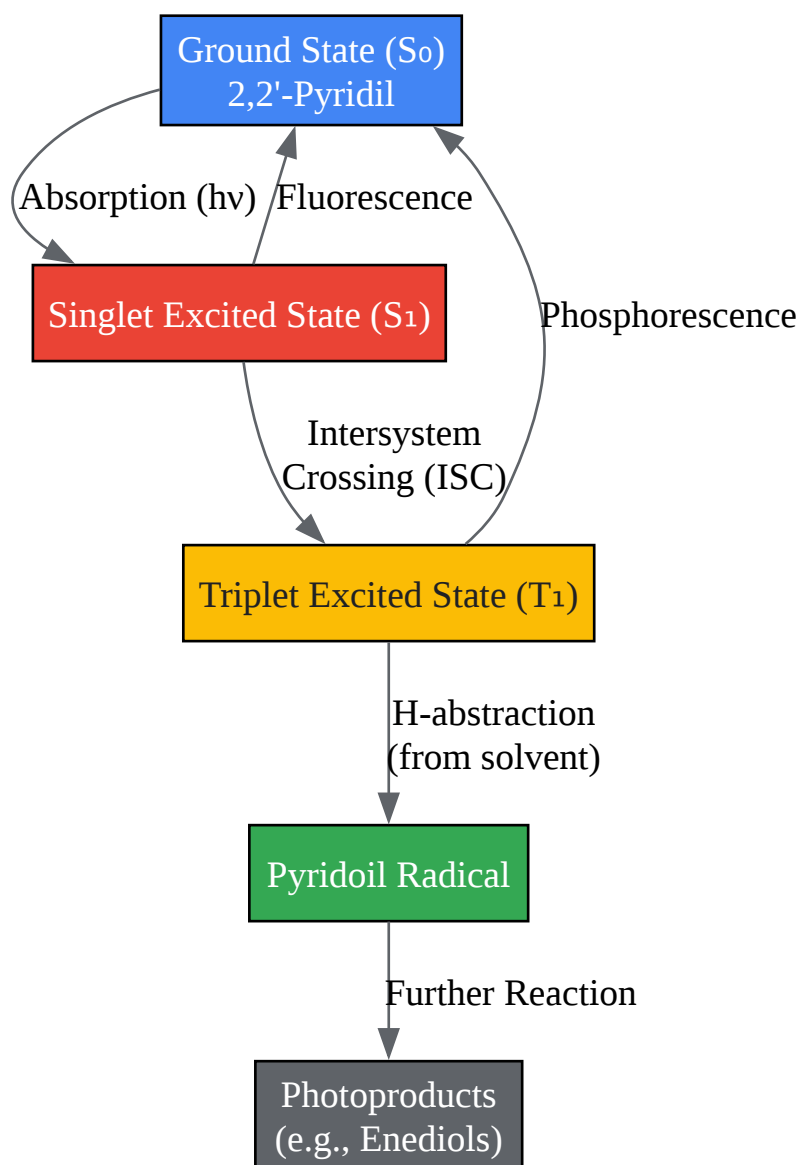 Ground State (S₀)
2,2'-Pyridil
Absorption (hν)
Fluorescence
Singlet Excited State (S₁)
Phosphorescence
Intersystem
Crossing (ISC)
Triplet Excited State (T₁)
H-abstraction
(from solvent)
Pyridoil Radical
Further Reaction
Photoproducts
(e.g., Enediols)